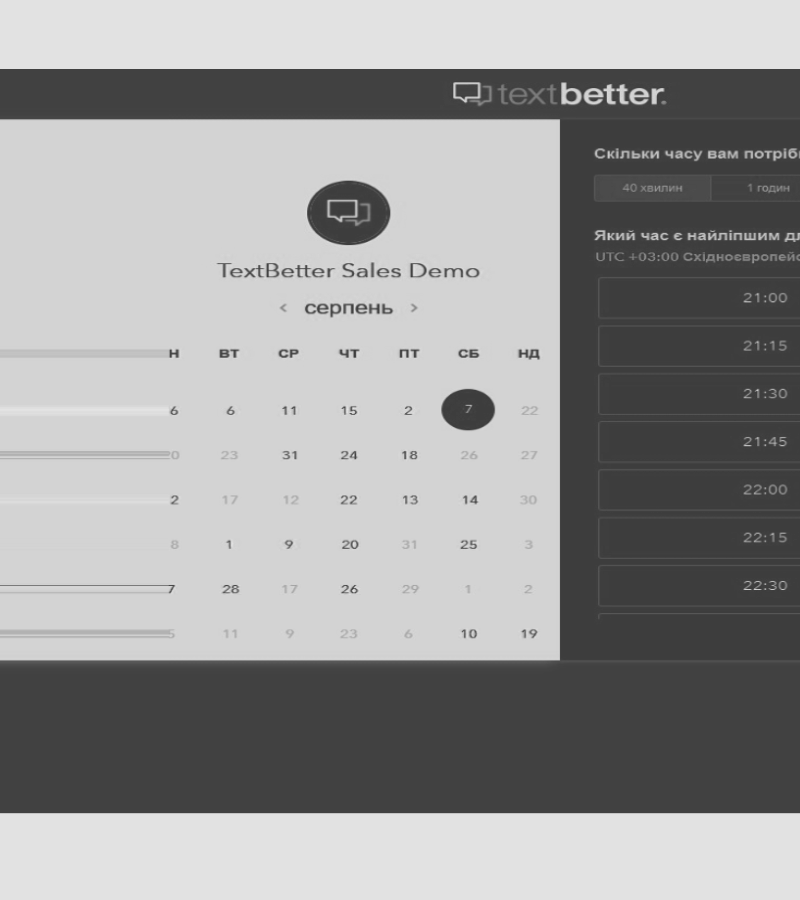 textbetter.
TextBetter Sales Demo
< серпень >
Н ВТ СР ЧТ ПТ СБ НД
6 6 11 15 2 7 22
0 23 31 24 18 26 27
2 17 12 22 13 14 30
8 1 9 20 31 25 3
7 28 17 26 29 1 2
5 11 9 23 6 10 19
Скільки часу вам потріб
40 хвилин 1 годин
Який час є найліпшим д
UTC +03:00 Східноєвропей
21:00
21:15
21:30
21:45
22:00
22:15
22:30